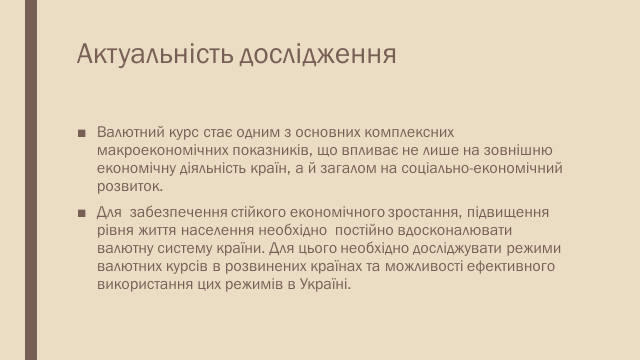 Актуальність дослідження
▪ Валютний курс стає одним з основних комплексних
макроекономічних показників, що впливає не лише на зовнішню
економічну діяльність країн, а й загалом на соціально-економічний
розвиток.
▪ Для забезпечення стійкого економічного зростання, підвищення
рівня життя населення необхідно постійно вдосконалювати
валютну систему країни. Для цього необхідно досліджувати режими
валютних курсів в розвинених країнах та можливості ефективного
використання цих режимів в Україні.